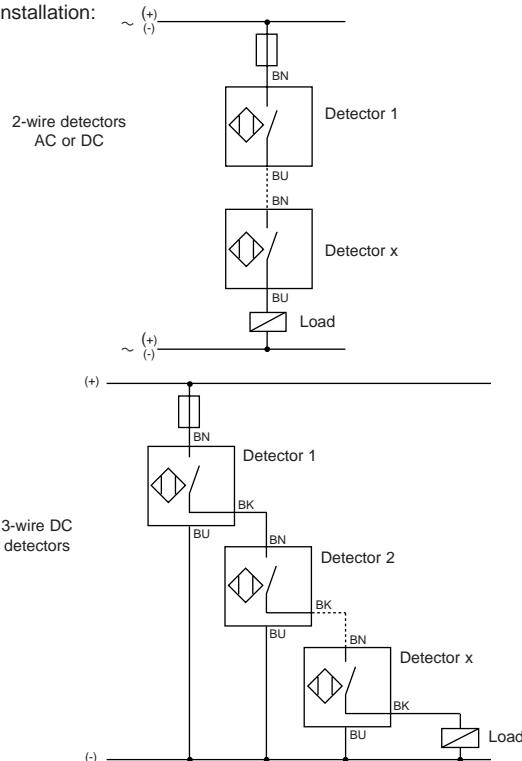 nstallation:
~ (+)
(-)
BN
Detector 1
2-wire detectors
AC or DC
BU
BN
Detector x
BU
Load
~ (+)
(-)
(+)
BN
Detector 1
BK
3-wire DC
detectors
BU
BN
Detector 2
BK
BU
BN
Detector x
BK
BU
Load
(-)